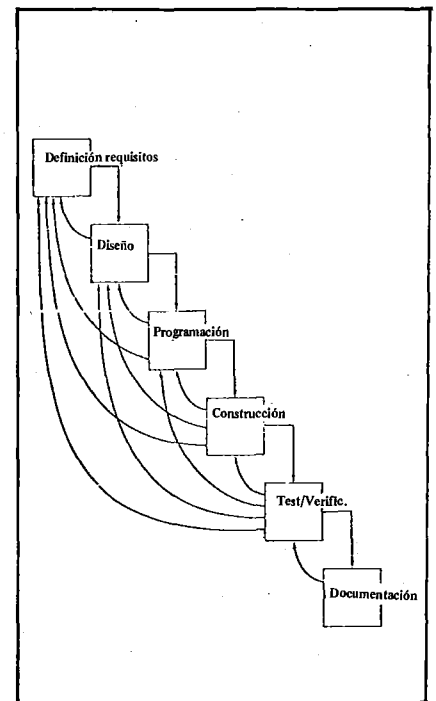 Definición requisitos
Diseño
Programación
Construcción
Test/Verific.
Documentación